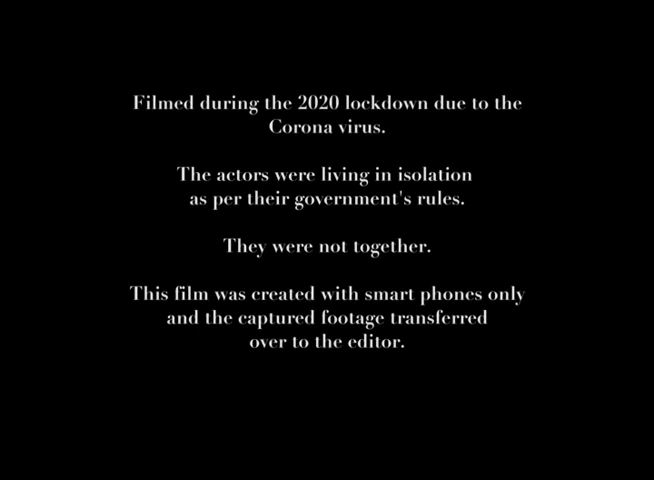 Filmed during the 2020 lockdown due to the
Corona virus.
The actors were living in isolation
as per their government's rules.
They were not together.
This film was created with smart phones only
and the captured footage transferred
over to the editor.